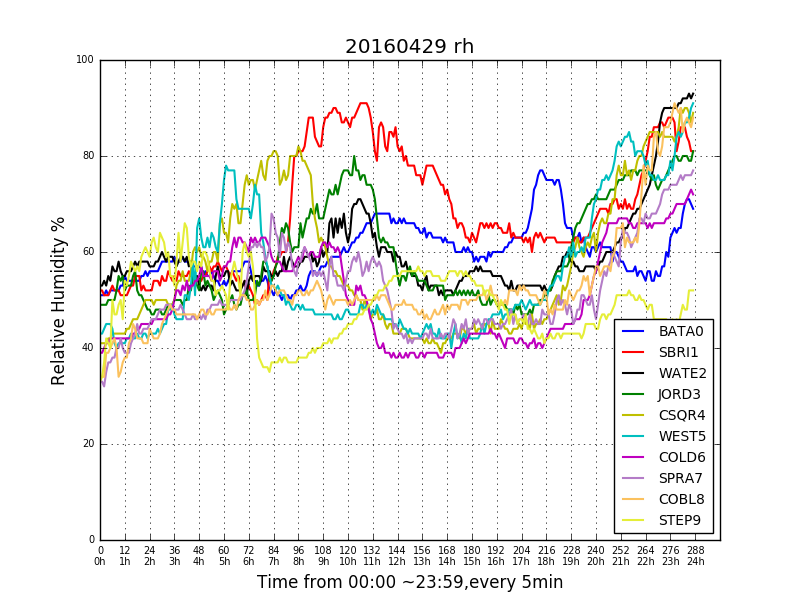 20160429 rh
Relative Humidity %
100
80
60
40
20
0
0 12 24 36 48 60 72 84 96 108 120 132 144 156 168 180 192 204 216 228 240 252 264 276 288
0h 1h 2h 3h 4h 5h 6h 7h 8h 9h 10h 11h 12h 13h 14h 15h 16h 17h 18h 19h 20h 21h 22h 23h 24h
Time from 00:00 ~23:59,every 5min
BATA0
SBRI1
WATE2
JORD3
CSQR4
WEST5
COLD6
SPRA7
COBL8
STEP9